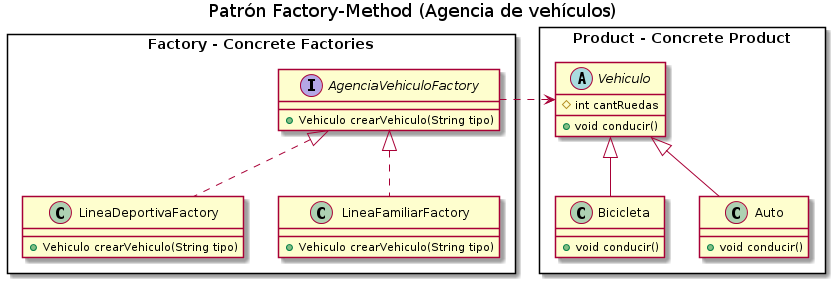 Patrón Factory-Method (Agencia de vehículos)
Factory - Concrete Factories
I AgenciaVehiculoFactory
Vehiculo crearVehiculo(String tipo)
C LineaDeportivaFactory
Vehiculo crearVehiculo(String tipo)
C LineaFamiliarFactory
Vehiculo crearVehiculo(String tipo)
Product - Concrete Product
A Vehiculo
int cantRuedas
void conducir()
C Bicicleta
void conducir()
C Auto
void conducir()